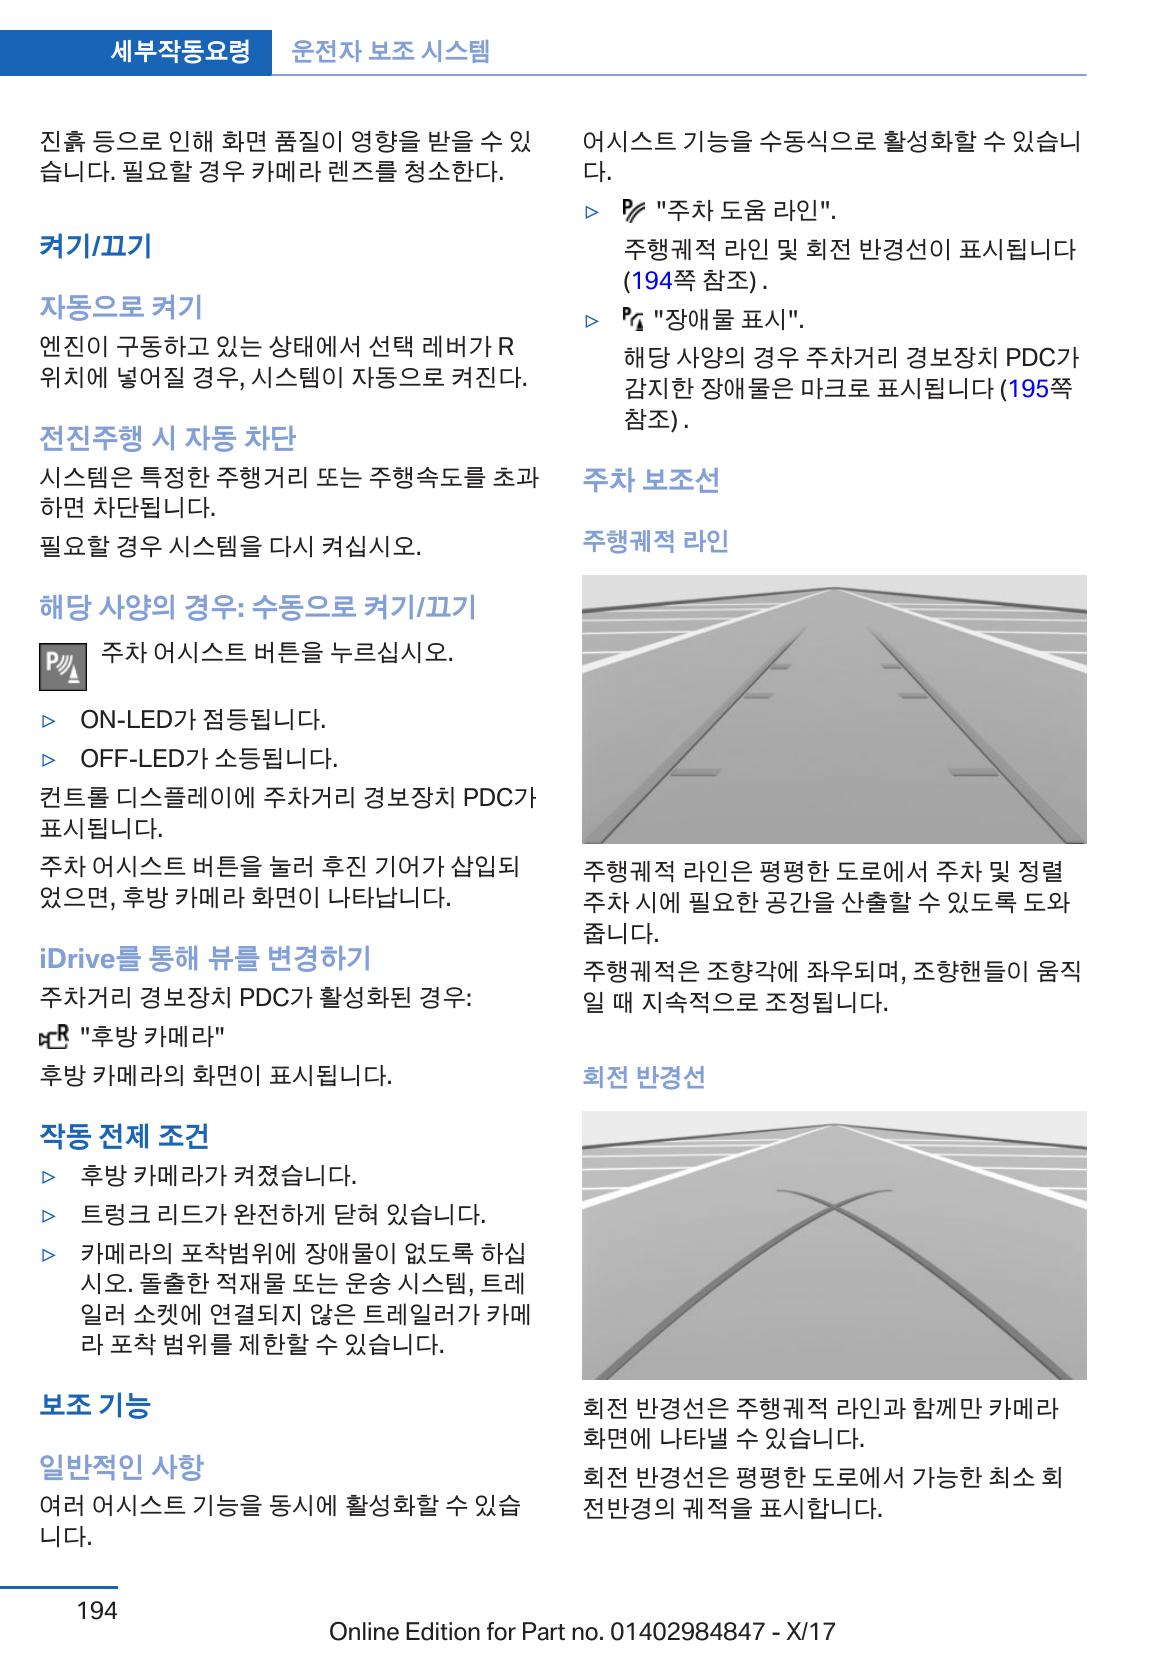 세부작동요령 운전자 보조 시스템
진흙 등으로 인해 화면 품질이 영향을 받을 수 있
습니다. 필요할 경우 카메라 렌즈를 청소한다.
켜기/끄기
자동으로 켜기
엔진이 구동하고 있는 상태에서 선택 레버가 R
위치에 넣어질 경우, 시스템이 자동으로 켜진다.
전진주행 시 자동 차단
시스템은 특정한 주행거리 또는 주행속도를 초과
하면 차단됩니다.
필요할 경우 시스템을 다시 켜십시오.
해당 사양의 경우: 수동으로 켜기/끄기
주차 어시스트 버튼을 누르십시오.
▷ ON-LED가 점등됩니다.
▷ OFF-LED가 소등됩니다.
컨트롤 디스플레이에 주차거리 경보장치 PDC가
표시됩니다.
주차 어시스트 버튼을 눌러 후진 기어가 삽입되
었으면, 후방 카메라 화면이 나타납니다.
iDrive를 통해 뷰를 변경하기
주차거리 경보장치 PDC가 활성화된 경우:
"후방 카메라"
후방 카메라의 화면이 표시됩니다.
작동 전제 조건
▷ 후방 카메라가 켜졌습니다.
▷ 트렁크 리드가 완전하게 닫혀 있습니다.
▷ 카메라의 포착범위에 장애물이 없도록 하십
시오. 돌출한 적재물 또는 운송 시스템, 트레
일러 소켓에 연결되지 않은 트레일러가 카메
라 포착 범위를 제한할 수 있습니다.
보조 기능
일반적인 사항
여러 어시스트 기능을 동시에 활성화할 수 있습
니다.
어시스트 기능을 수동식으로 활성화할 수 있습니
다.
▷ "주차 도움 라인".
주행궤적 라인 및 회전 반경선이 표시됩니다
(194쪽 참조) .
▷ "장애물 표시".
해당 사양의 경우 주차거리 경보장치 PDC가
감지한 장애물은 마크로 표시됩니다 (195쪽
참조) .
주차 보조선
주행궤적 라인
주행궤적 라인은 평평한 도로에서 주차 및 정렬
주차 시에 필요한 공간을 산출할 수 있도록 도와
줍니다.
주행궤적은 조향각에 좌우되며, 조향핸들이 움직
일 때 지속적으로 조정됩니다.
회전 반경선
회전 반경선은 주행궤적 라인과 함께만 카메라
화면에 나타낼 수 있습니다.
회전 반경선은 평평한 도로에서 가능한 최소 회
전반경의 궤적을 표시합니다.
194
Online Edition for Part no. 01402984847 - X/17